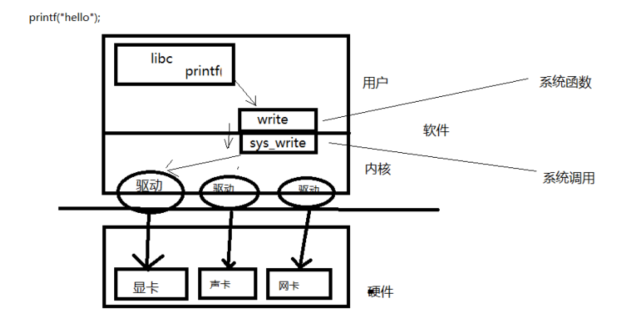 printf("hello");
libc
printf
用户
系统函数
write
软件
sys_write
内核
系统调用
驱动
驱动
驱动
显卡
声卡
网卡
硬件